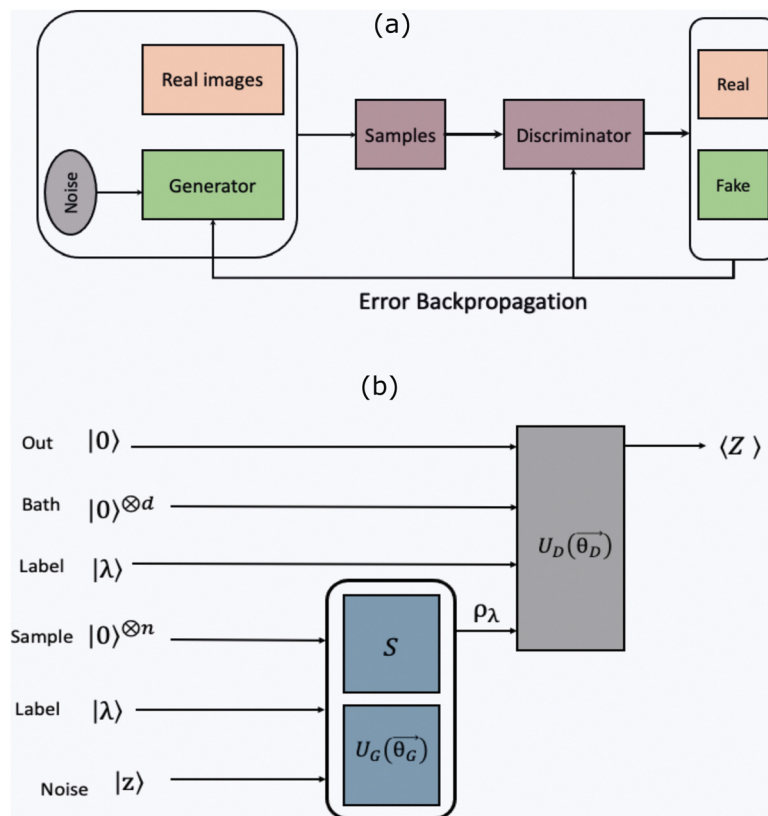 (a)
Real images
Real
Samples
Discriminator
Noise
Generator
Fake
Error Backpropagation
(b)
Out |0⟩
⟨Z ⟩
Bath |0⟩⊗d
U_D(θ_D→)
Label |λ⟩
ρλ
Sample |0⟩⊗n
S
Label |λ⟩
U_G(θ_G→)
Noise |z⟩